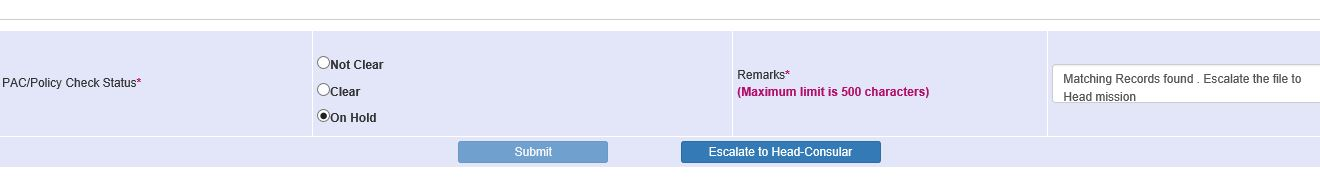 Not Clear
PAC/Policy Check Status*
Clear
On Hold
Remarks*
(Maximum limit is 500 characters)
Matching Records found . Escalate the file to
Head mission
Submit
Escalate to Head-Consular